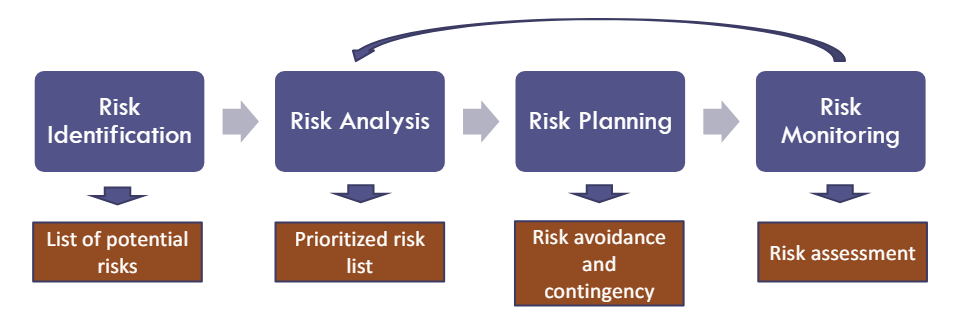 Risk
Identification
Risk Analysis
Risk Planning
Risk
Monitoring
List of potential
risks
Prioritized risk
list
Risk avoidance
and
contingency
Risk assessment